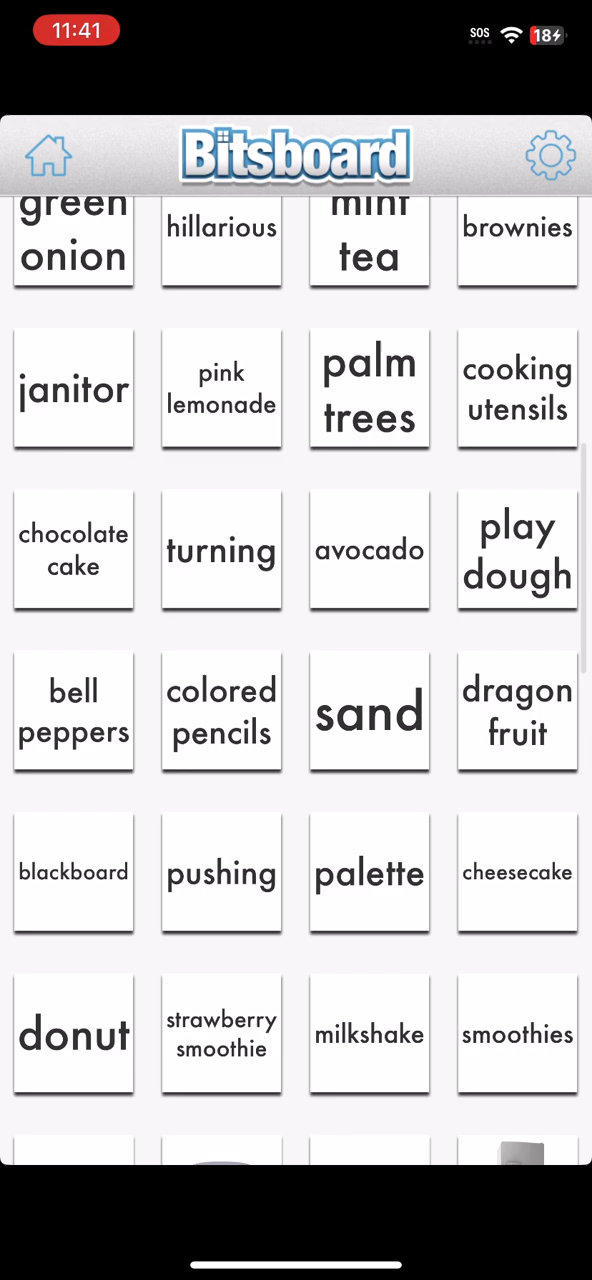 11:41
SOS
18
Bitsboard
green
onion
hillarious
mint
tea
brownies
janitor
pink
lemonade
palm
trees
cooking
utensils
chocolate
cake
turning
avocado
play
dough
bell
peppers
colored
pencils
sand
dragon
fruit
blackboard
pushing
palette
cheesecake
donut
strawberry
smoothie
milkshake
smoothies